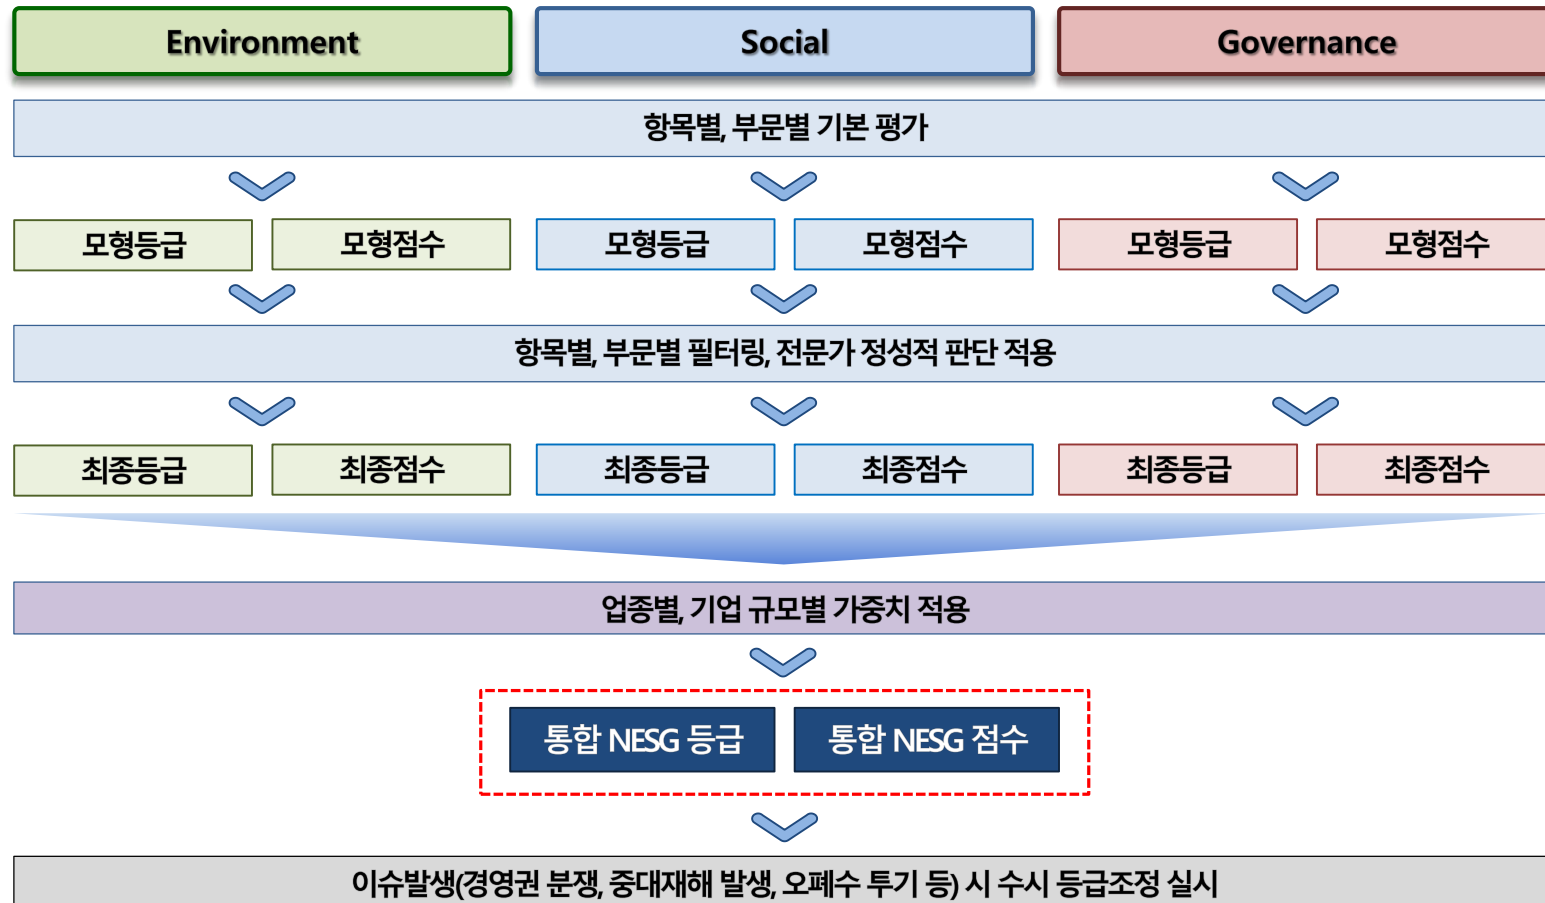 Environment
Social
Governance
항목별, 부문별 기본 평가
모형등급
모형점수
모형등급
모형점수
모형등급
모형점수
항목별, 부문별 필터링, 전문가 정성적 판단 적용
최종등급
최종점수
최종등급
최종점수
최종등급
최종점수
업종별, 기업 규모별 가중치 적용
통합 NESG 등급
통합 NESG 점수
이슈발생(경영권 분쟁, 중대재해 발생, 오폐수 투기 등) 시 수시 등급조정 실시